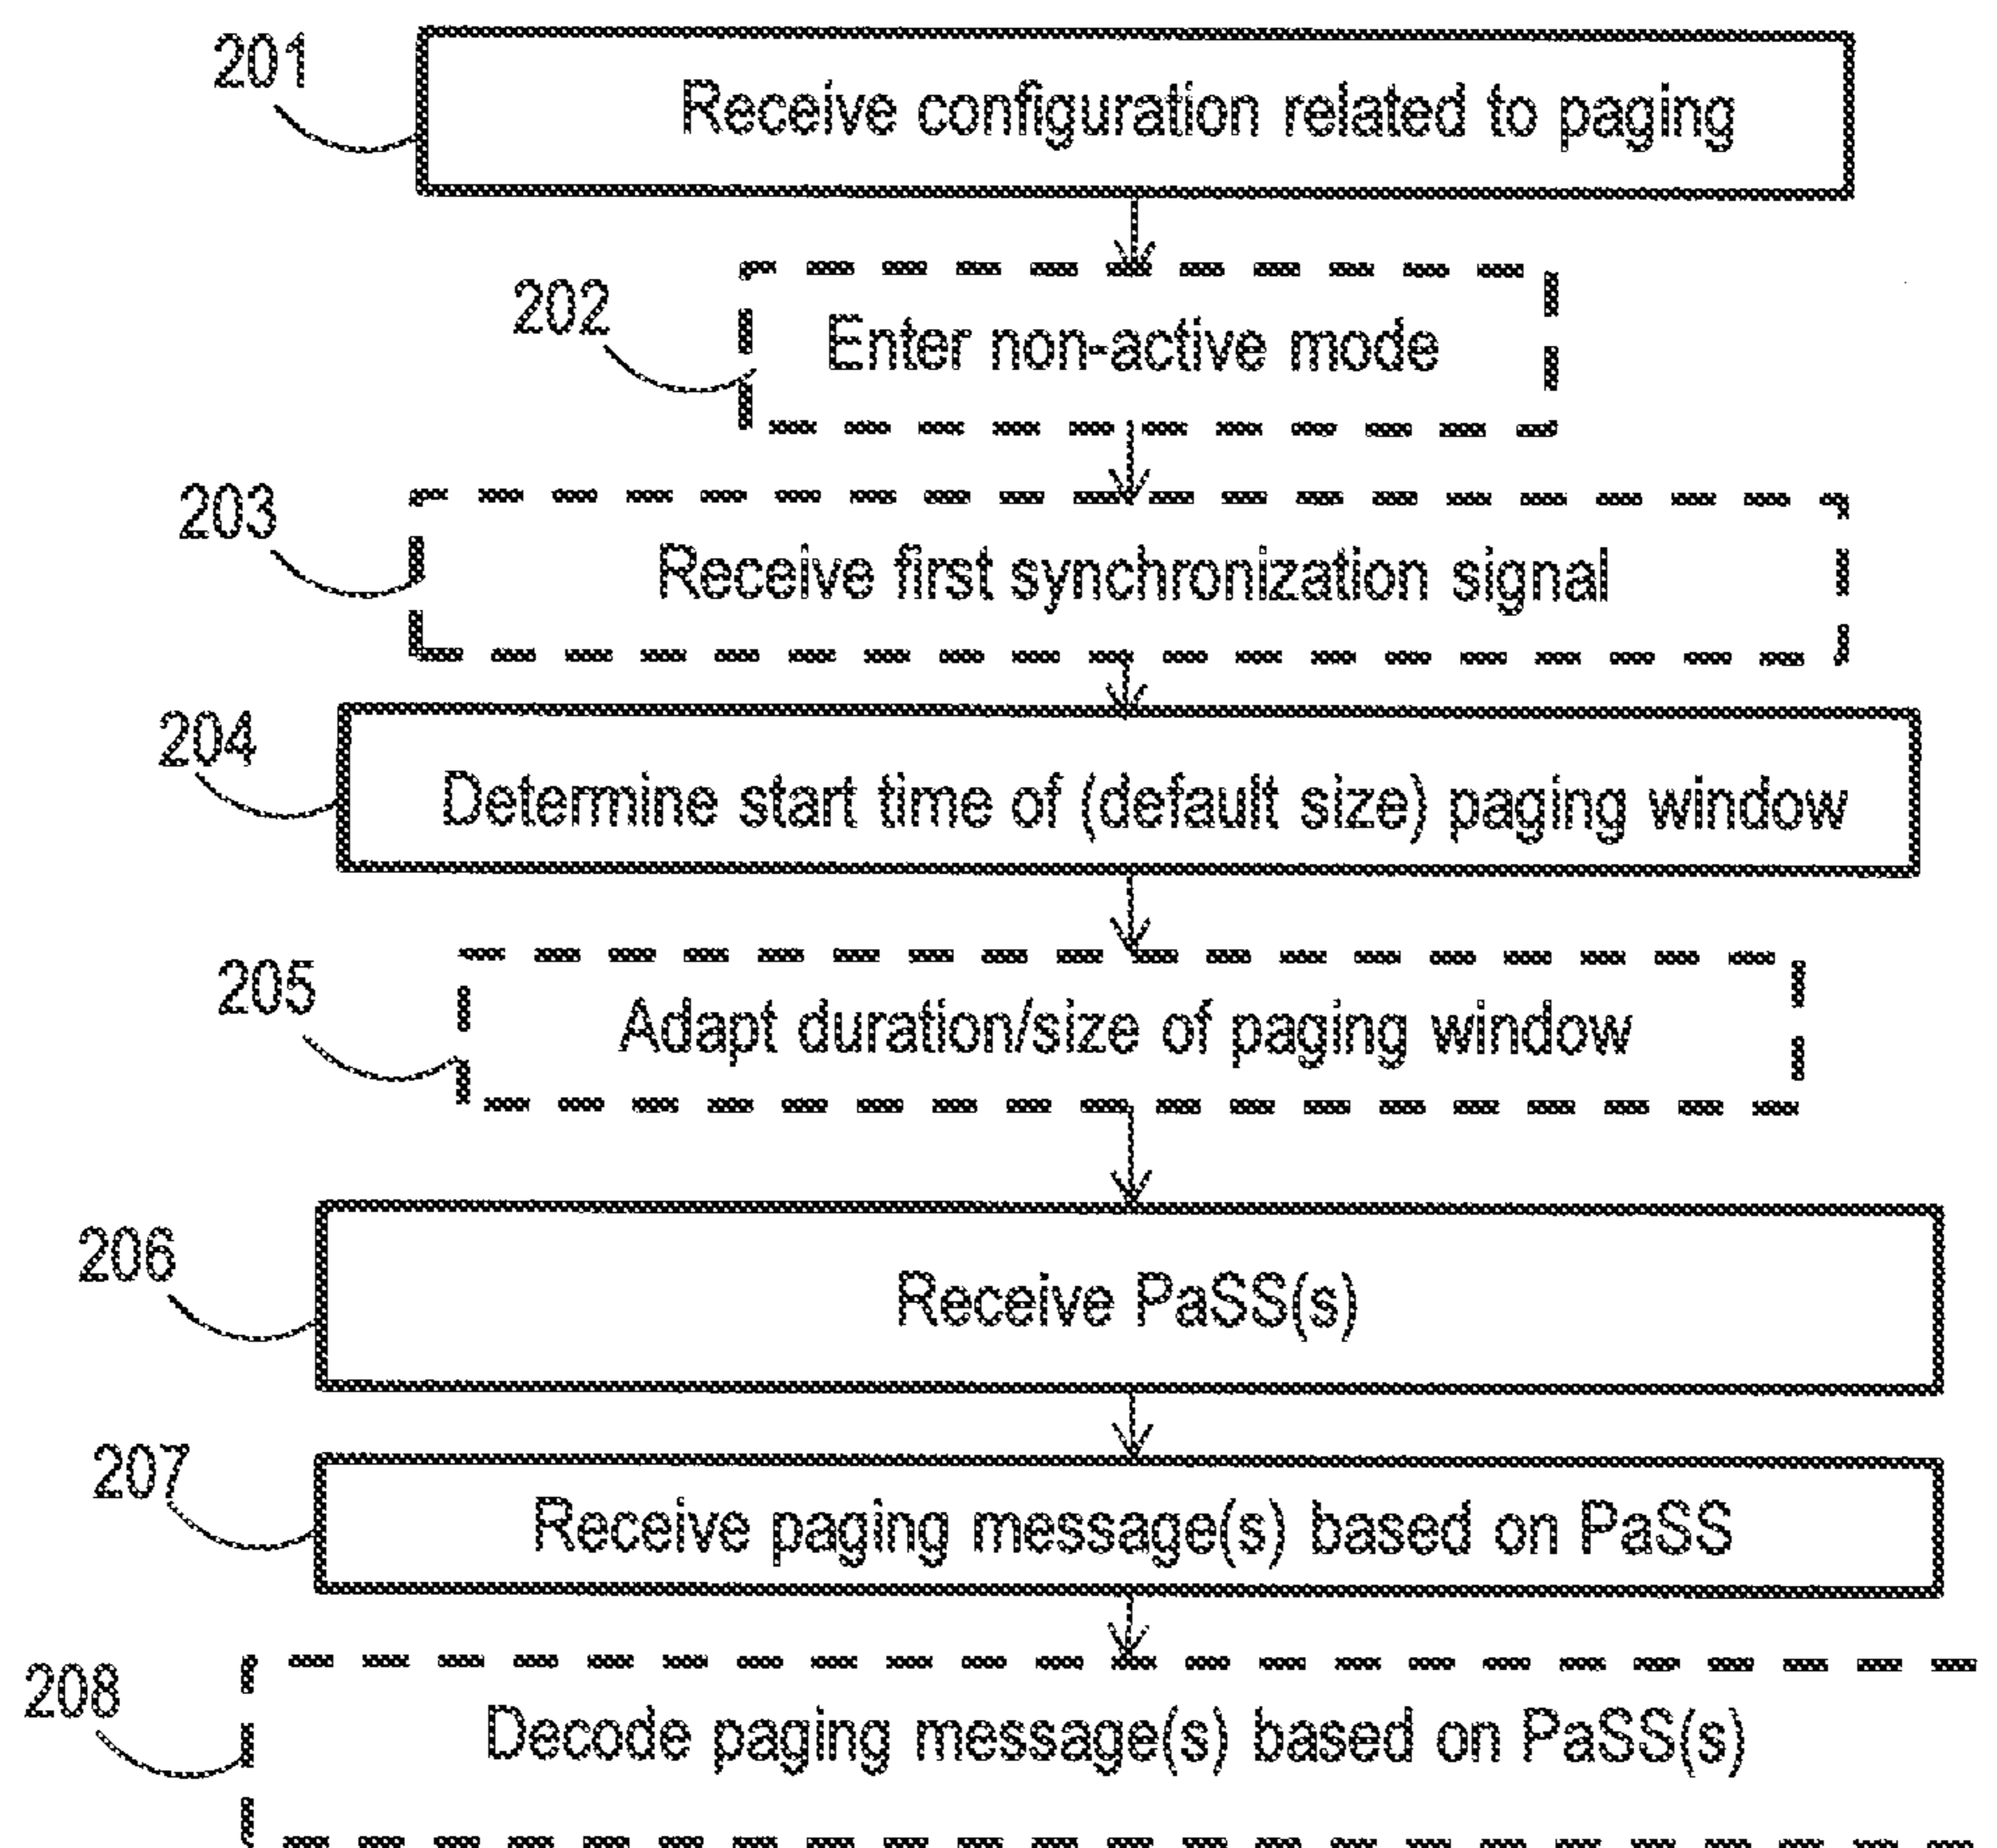 201
Receive configuration related to paging
202
Enter non-active mode
203
Receive first synchronization signal
204
Determine start time of (default size) paging window
205
Adapt duration/size of paging window
206
Receive PaSS(s)
207
Receive paging message(s) based on PaSS
208
Decode paging message(s) based on PaSS(s)